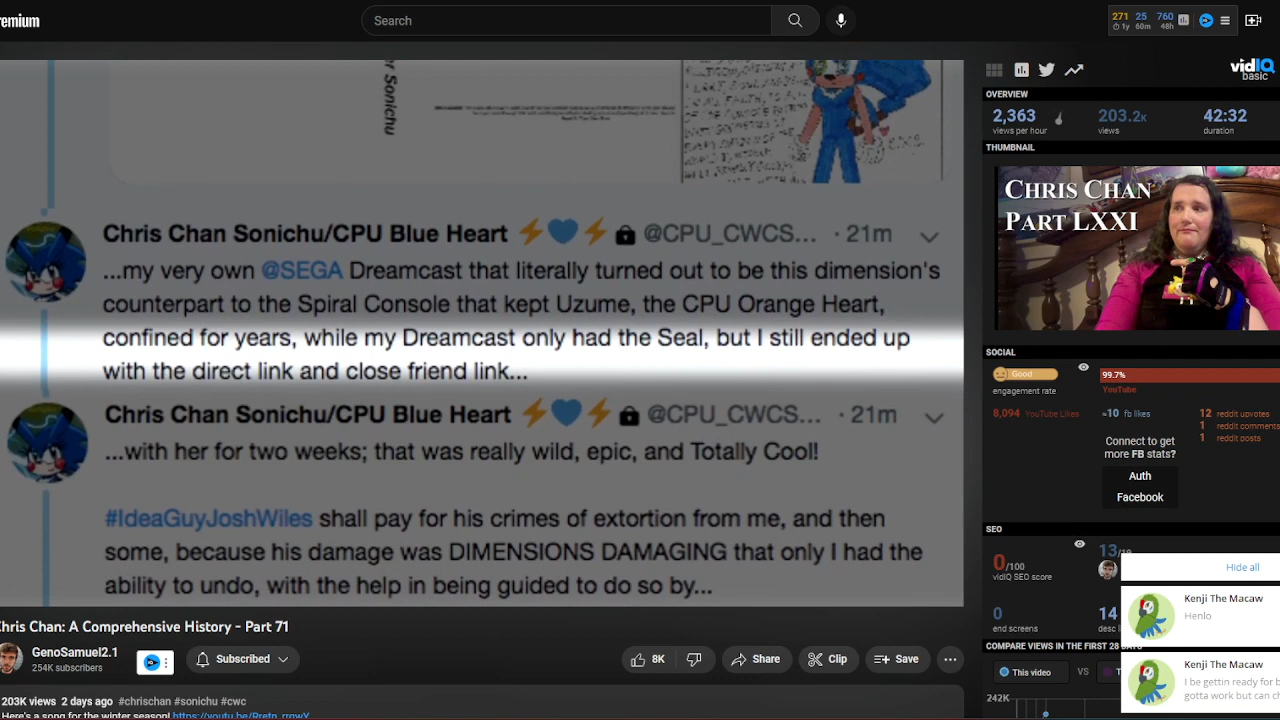 remium
Search
271 25 760
1y 60m 48h
vidIQ
basic
er Sonichu
OVERVIEW
2,363 203.2K 42:32
views per hour views duration
THUMBNAIL
CHRIS CHAN
PART LXXI
Chris Chan Sonichu/CPU Blue Heart ⚡💙⚡🔒 @CPU_CWCS... · 21m
...my very own @SEGA Dreamcast that literally turned out to be this dimension's
counterpart to the Spiral Console that kept Uzume, the CPU Orange Heart,
confined for years, while my Dreamcast only had the Seal, but I still ended up
with the direct link and close friend link...
Chris Chan Sonichu/CPU Blue Heart ⚡💙⚡🔒 @CPU_CWCS... · 21m
...with her for two weeks; that was really wild, epic, and Totally Cool!
#IdeaGuyJoshWiles shall pay for his crimes of extortion from me, and then
some, because his damage was DIMENSIONS DAMAGING that only I had the
ability to undo, with the help in being guided to do so by...
SOCIAL
Good 99.7%
engagement rate YouTube
8,094 YouTube Likes ≈10 fb likes 12 reddit upvotes
1 reddit comments
1 reddit posts
Connect to get
more FB stats?
Auth
Facebook
SEO
0/100 13/19
vidIQ SEO score
0 14
end screens desc li
COMPARE VIEWS IN THE FIRST 28 DAYS
This video VS T
242K
Hide all
Kenji The Macaw
Henlo
Kenji The Macaw
I be gettin ready for b
gotta work but can ch
Chris Chan: A Comprehensive History - Part 71
GenoSamuel2.1
254K subscribers
Subscribed
8K Share Clip Save ...
203K views 2 days ago #chrischan #sonichu #cwc
Here's a song for the winter season!